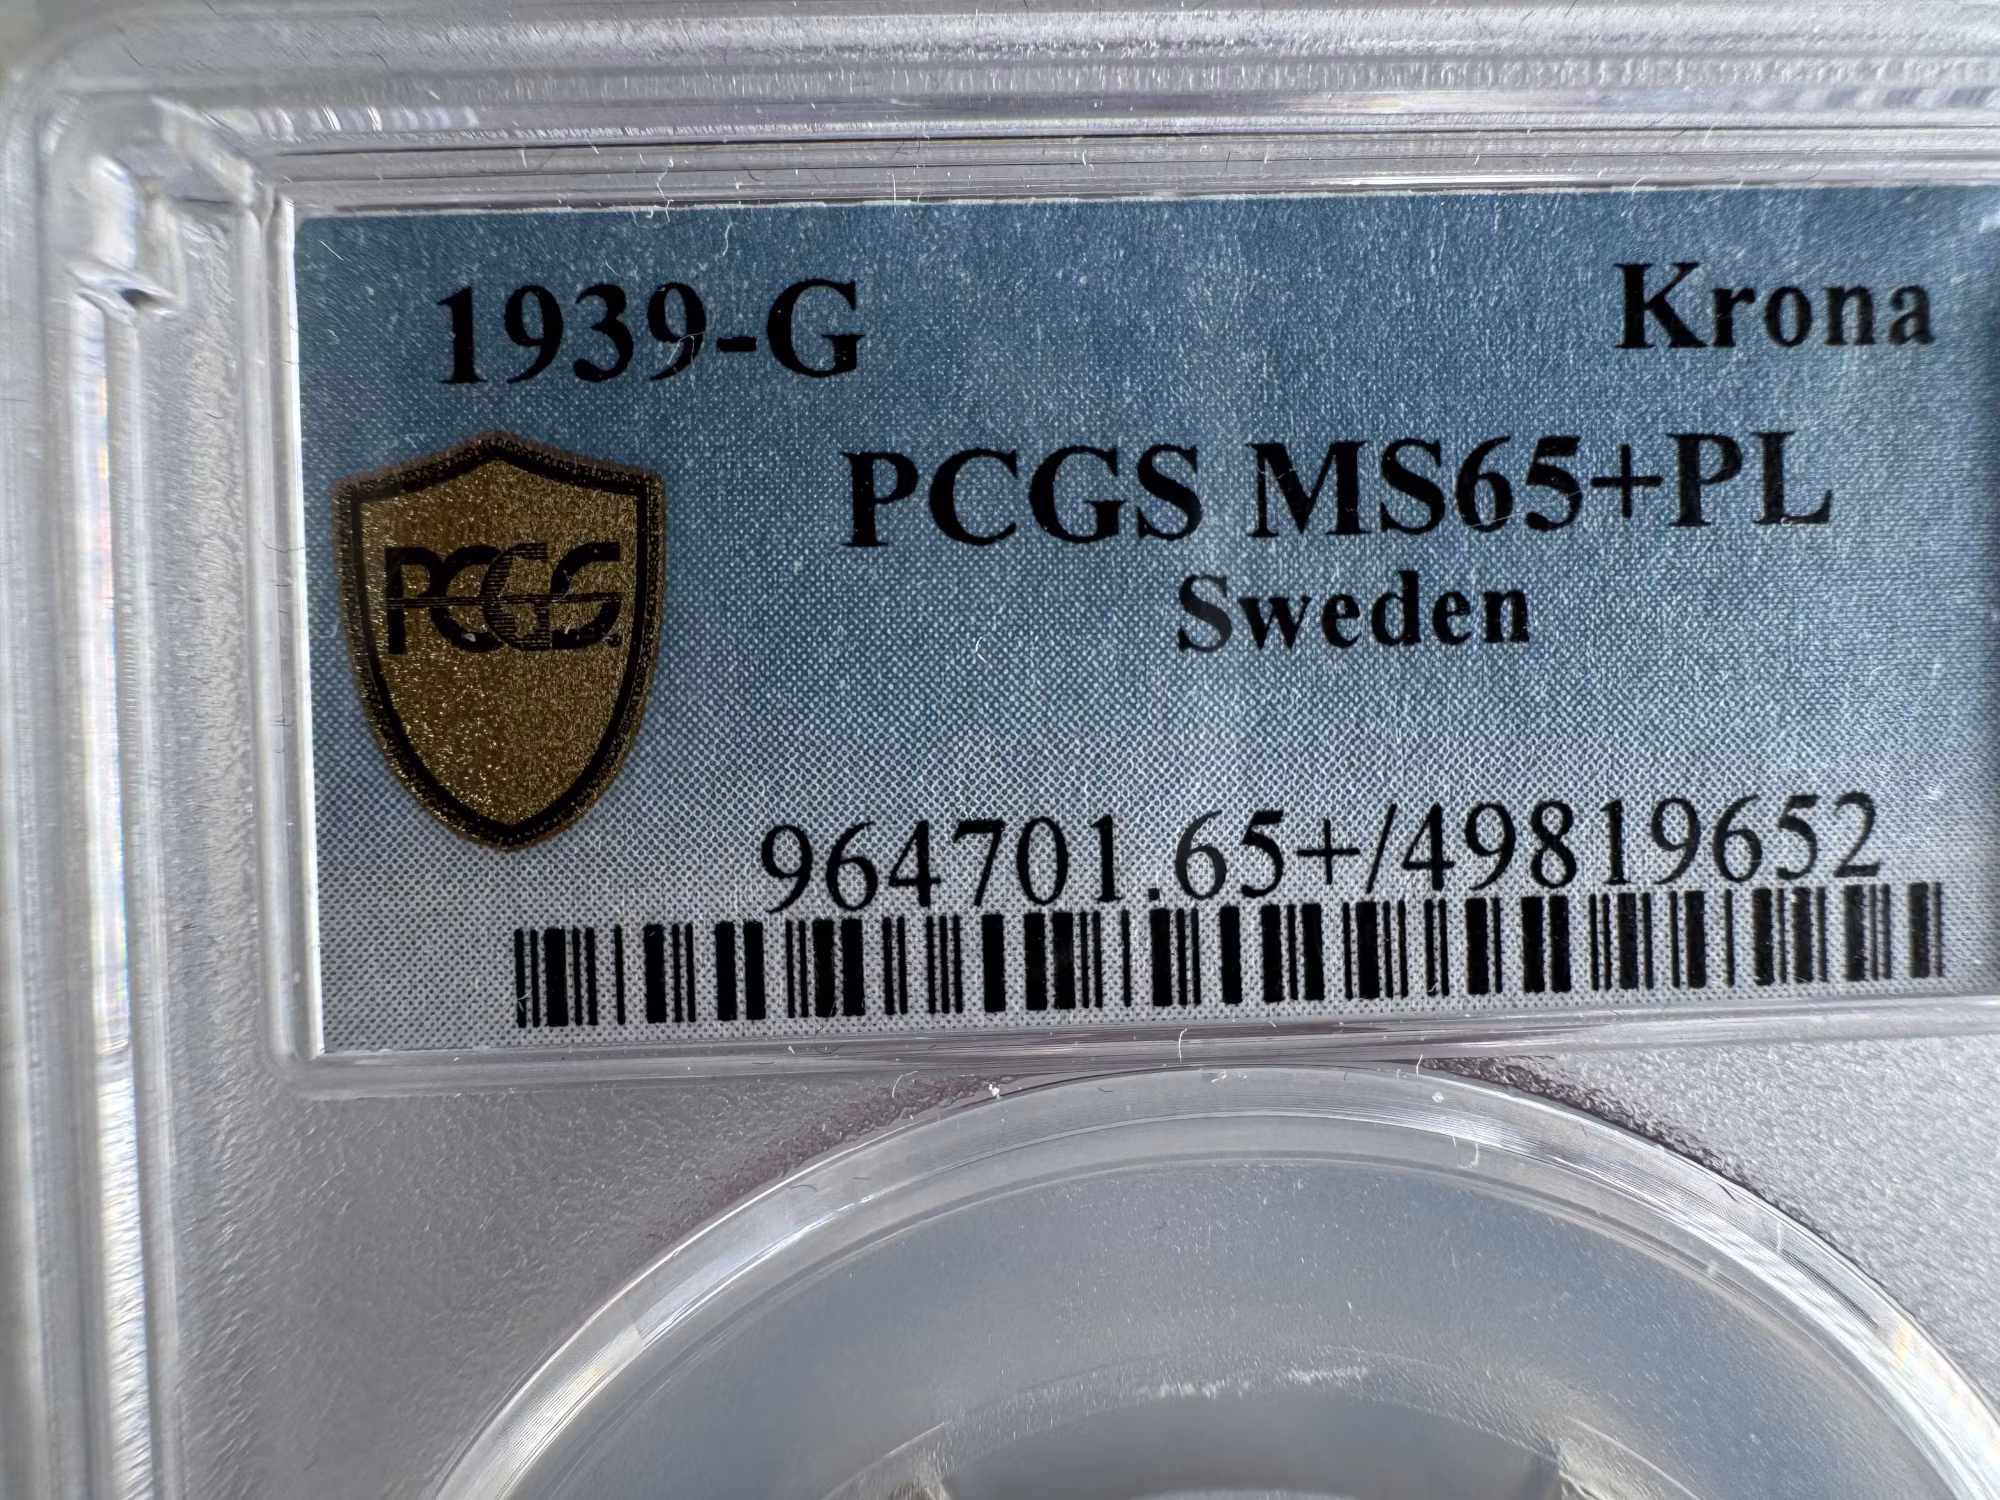 1939-G Krona
PCGS MS65+PL
Sweden
PCGS
964701.65+/49819652